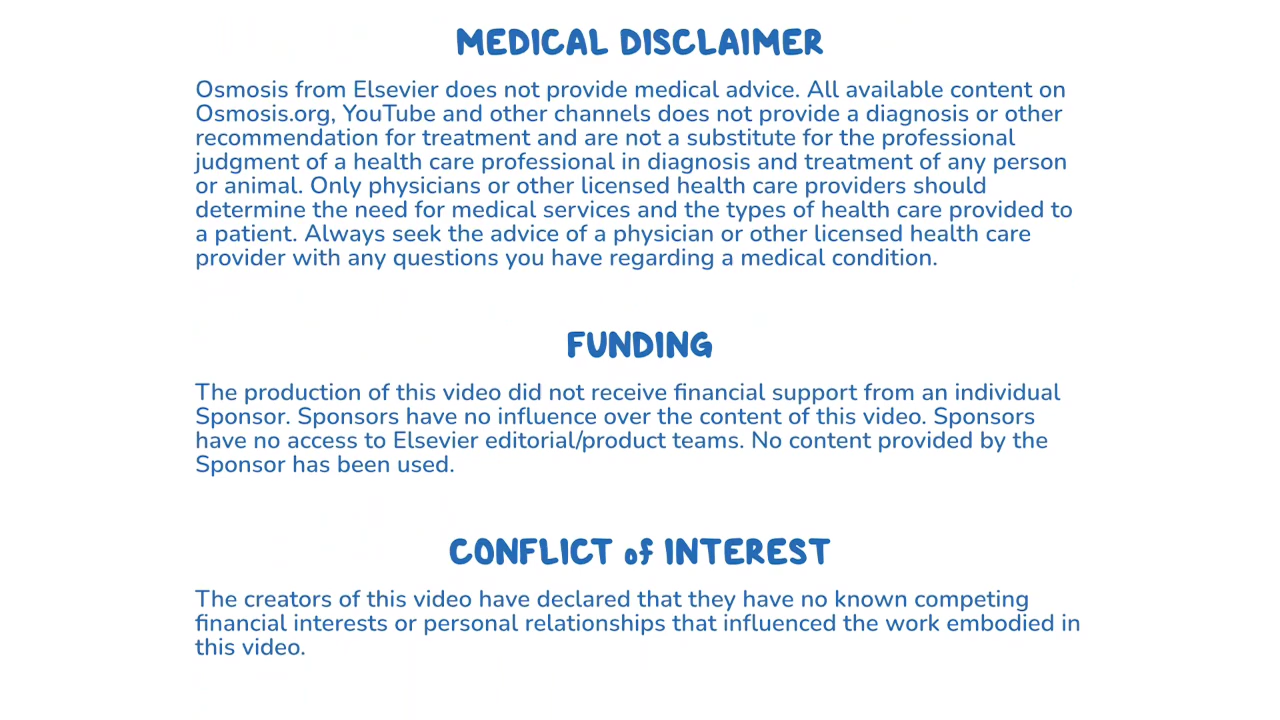 MEDICAL DISCLAIMER
Osmosis from Elsevier does not provide medical advice. All available content on
Osmosis.org, YouTube and other channels does not provide a diagnosis or other
recommendation for treatment and are not a substitute for the professional
judgment of a health care professional in diagnosis and treatment of any person
or animal. Only physicians or other licensed health care providers should
determine the need for medical services and the types of health care provided to
a patient. Always seek the advice of a physician or other licensed health care
provider with any questions you have regarding a medical condition.
FUNDING
The production of this video did not receive financial support from an individual
Sponsor. Sponsors have no influence over the content of this video. Sponsors
have no access to Elsevier editorial/product teams. No content provided by the
Sponsor has been used.
CONFLICT of INTEREST
The creators of this video have declared that they have no known competing
financial interests or personal relationships that influenced the work embodied in
this video.